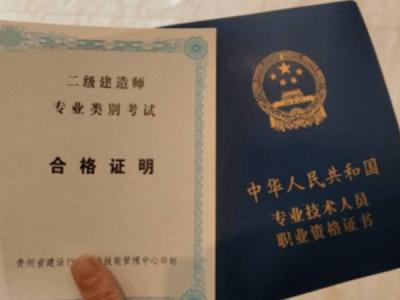 二级建造师
专业类别考试
合格证明
贵州省建设行 技能管理中心印制
中华人民共和国
专业技术人员
职业资格证书